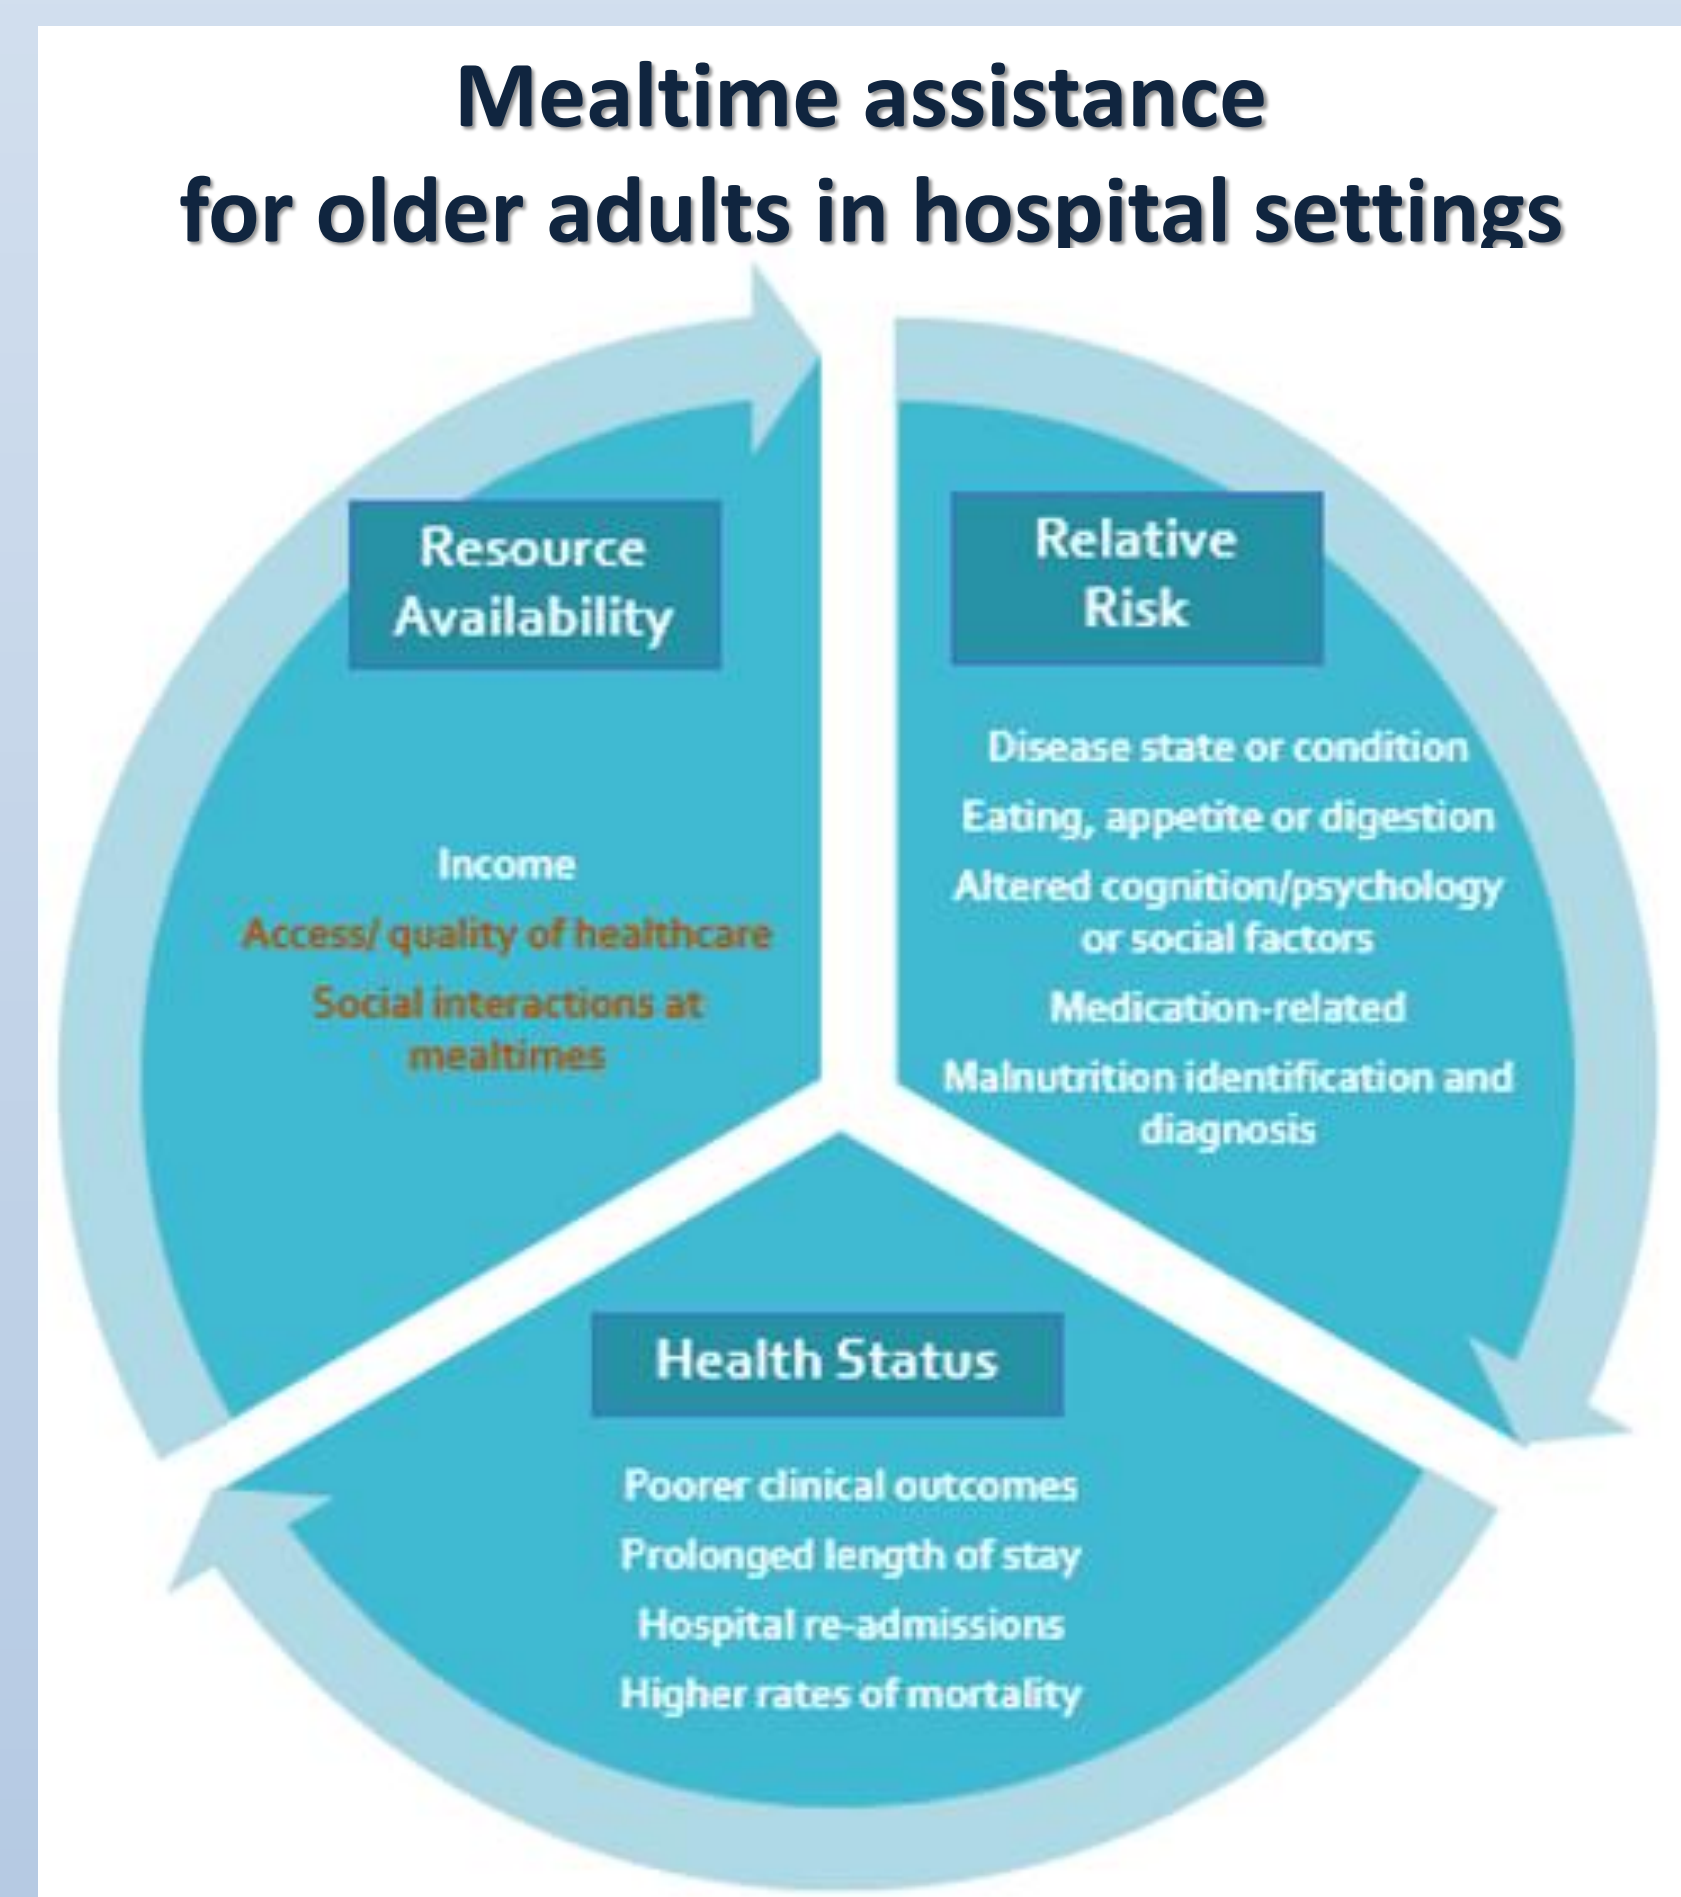 Mealtime assistance
for older adults in hospital settings
Resource
Availability
Income
Access/ quality of healthcare
Social interactions at
mealtimes
Relative
Risk
Disease state or condition
Eating, appetite or digestion
Altered cognition/psychology
or social factors
Medication-related
Malnutrition identification and
diagnosis
Health Status
Poorer clinical outcomes
Prolonged length of stay
Hospital re-admissions
Higher rates of mortality